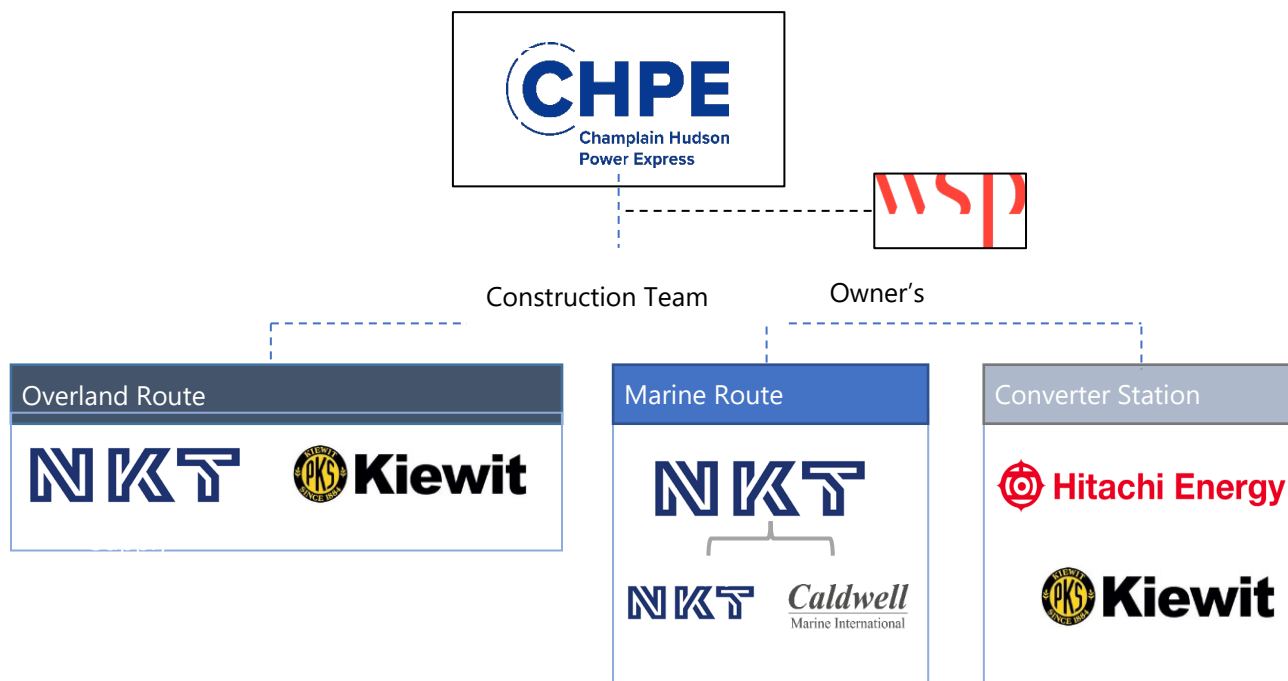 CHPE
Champlain Hudson
Power Express
wsp
Construction Team
Owner's
Overland Route
Marine Route
Converter Station
NKT
KIEWIT
PKS
SINCE 1884
Kiewit
NKT
Hitachi Energy
NKT
Caldwell
Marine International
KIEWIT
PKS
SINCE 1884
Kiewit